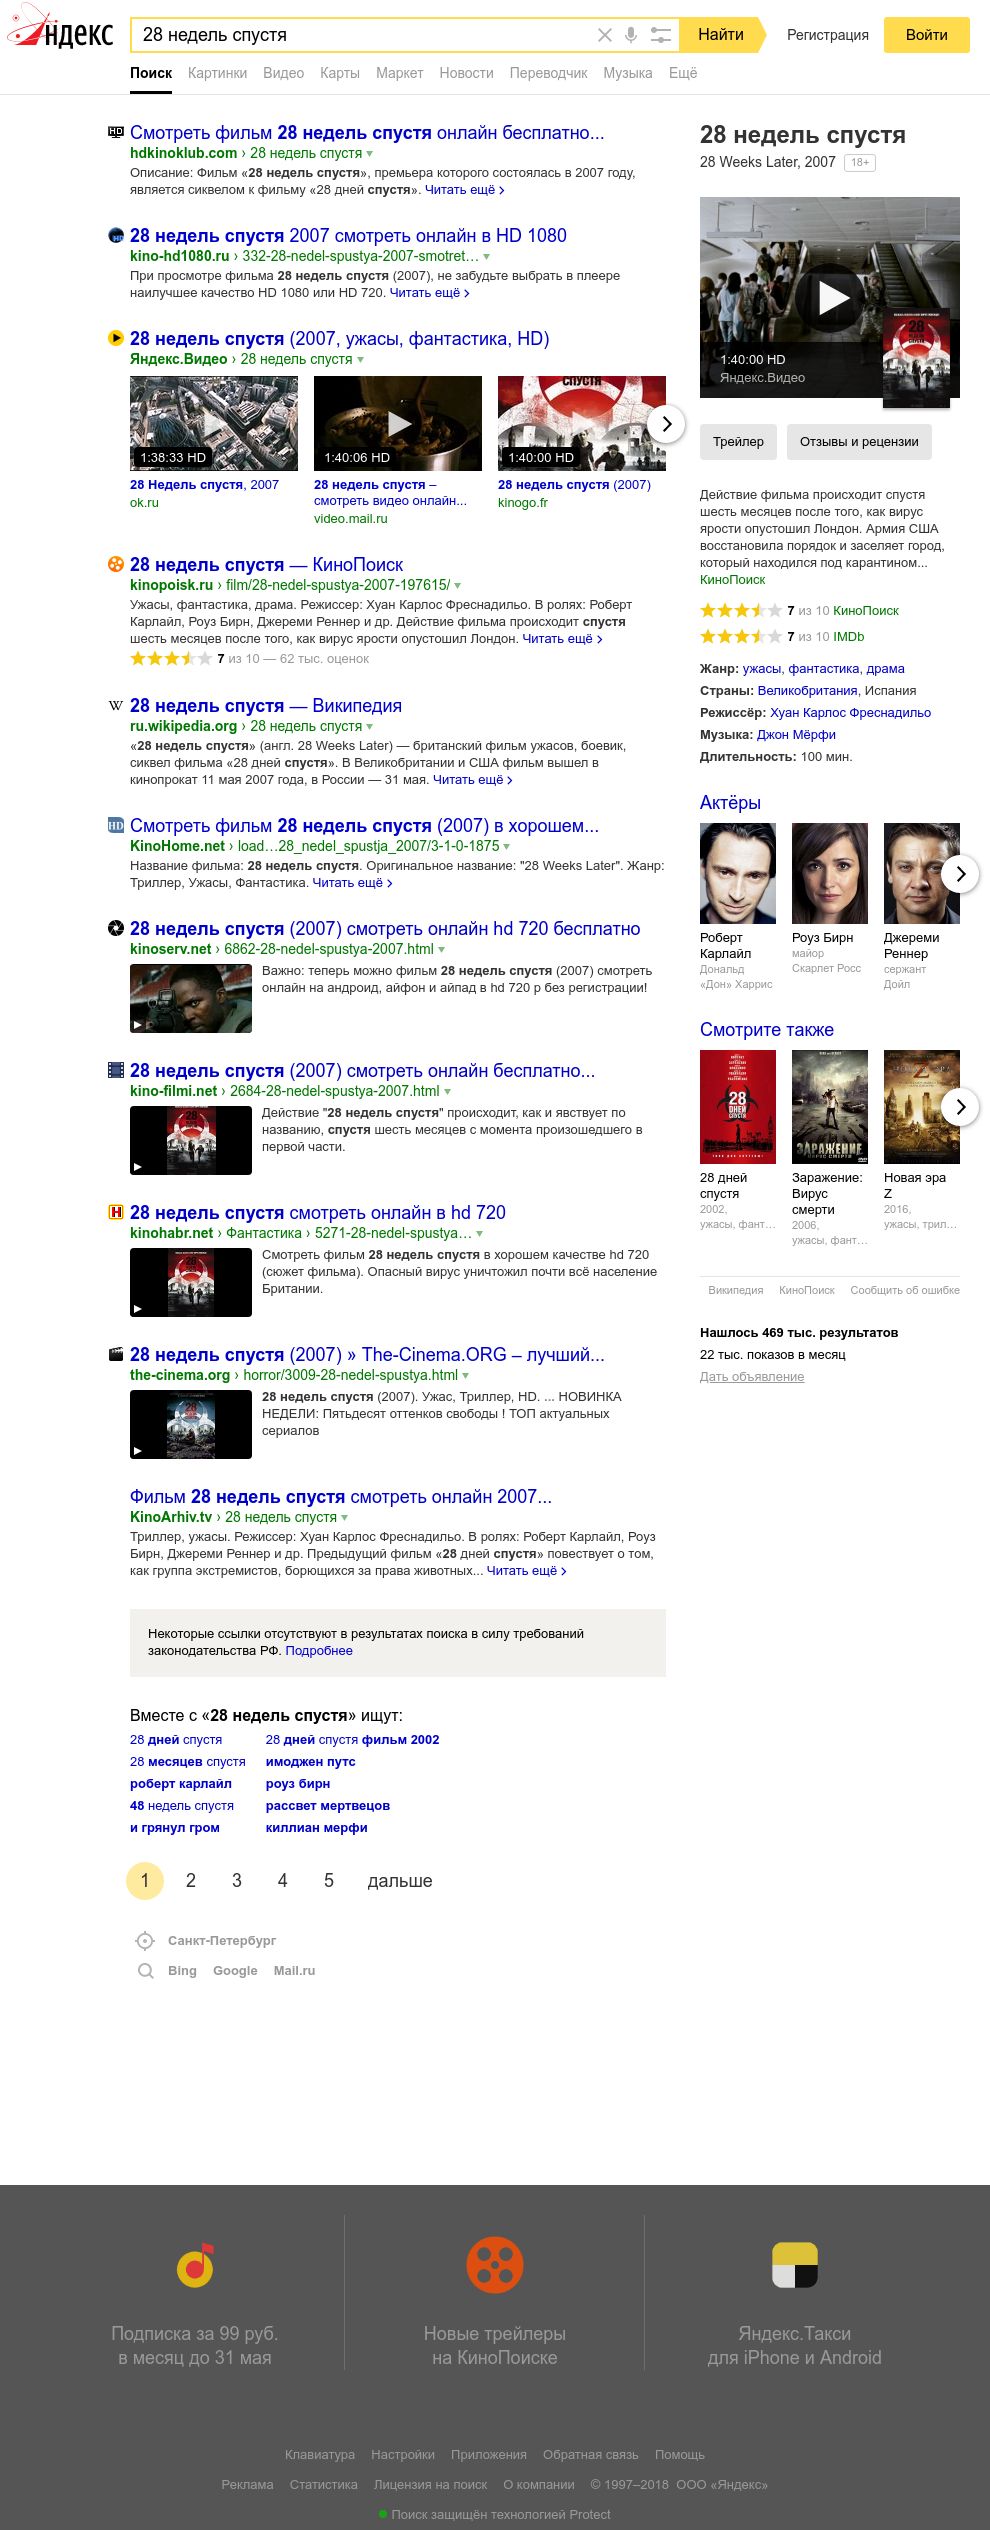 Яндекс
28 недель спустя
Найти
Регистрация
Войти
Поиск Картинки Видео Карты Маркет Новости Переводчик Музыка Ещё
Смотреть фильм 28 недель спустя онлайн бесплатно...
hdkinoklub.com › 28 недель спустя
Описание: Фильм «28 недель спустя», премьера которого состоялась в 2007 году,
является сиквелом к фильму «28 дней спустя». Читать ещё
28 недель спустя 2007 смотреть онлайн в HD 1080
kino-hd1080.ru › 332-28-nedel-spustya-2007-smotret…
При просмотре фильма 28 недель спустя (2007), не забудьте выбрать в плеере
наилучшее качество HD 1080 или HD 720. Читать ещё
28 недель спустя (2007, ужасы, фантастика, HD)
Яндекс.Видео › 28 недель спустя
СПУСТЯ
1:38:33 HD
1:40:06 HD
1:40:00 HD
28 Недель спустя, 2007
ok.ru
28 недель спустя –
смотреть видео онлайн...
video.mail.ru
28 недель спустя (2007)
kinogo.fr
28 недель спустя — КиноПоиск
kinopoisk.ru › film/28-nedel-spustya-2007-197615/
Ужасы, фантастика, драма. Режиссер: Хуан Карлос Фреснадильо. В ролях: Роберт
Карлайл, Роуз Бирн, Джереми Реннер и др. Действие фильма происходит спустя
шесть месяцев после того, как вирус ярости опустошил Лондон. Читать ещё
7 из 10 — 62 тыс. оценок
W
28 недель спустя — Википедия
ru.wikipedia.org › 28 недель спустя
«28 недель спустя» (англ. 28 Weeks Later) — британский фильм ужасов, боевик,
сиквел фильма «28 дней спустя». В Великобритании и США фильм вышел в
кинопрокат 11 мая 2007 года, в России — 31 мая. Читать ещё
HD
Смотреть фильм 28 недель спустя (2007) в хорошем...
KinoHome.net › load…28_nedel_spustja_2007/3-1-0-1875
Название фильма: 28 недель спустя. Оригинальное название: "28 Weeks Later". Жанр:
Триллер, Ужасы, Фантастика. Читать ещё
28 недель спустя (2007) смотреть онлайн hd 720 бесплатно
kinoserv.net › 6862-28-nedel-spustya-2007.html
Важно: теперь можно фильм 28 недель спустя (2007) смотреть
онлайн на андроид, айфон и айпад в hd 720 p без регистрации!
28 недель спустя (2007) смотреть онлайн бесплатно...
kino-filmi.net › 2684-28-nedel-spustya-2007.html
Действие "28 недель спустя" происходит, как и явствует по
названию, спустя шесть месяцев с момента произошедшего в
первой части.
H
28 недель спустя смотреть онлайн в hd 720
kinohabr.net › Фантастика › 5271-28-nedel-spustya…
Смотреть фильм 28 недель спустя в хорошем качестве hd 720
(сюжет фильма). Опасный вирус уничтожил почти всё население
Британии.
28 недель спустя (2007) » The-Cinema.ORG – лучший...
the-cinema.org › horror/3009-28-nedel-spustya.html
28 недель спустя (2007). Ужас, Триллер, HD. ... НОВИНКА
НЕДЕЛИ: Пятьдесят оттенков свободы ! ТОП актуальных
сериалов
Фильм 28 недель спустя смотреть онлайн 2007...
KinoArhiv.tv › 28 недель спустя
Триллер, ужасы. Режиссер: Хуан Карлос Фреснадильо. В ролях: Роберт Карлайл, Роуз
Бирн, Джереми Реннер и др. Предыдущий фильм «28 дней спустя» повествует о том,
как группа экстремистов, борющихся за права животных... Читать ещё
Некоторые ссылки отсутствуют в результатах поиска в силу требований
законодательства РФ. Подробнее
Вместе с «28 недель спустя» ищут:
28 дней спустя
28 месяцев спустя
роберт карлайл
48 недель спустя
и грянул гром
28 дней спустя фильм 2002
имоджен путс
роуз бирн
рассвет мертвецов
киллиан мерфи
1 2 3 4 5 дальше
Санкт-Петербург
Bing Google Mail.ru
28 недель спустя
28 Weeks Later, 2007 18+
1:40:00 HD
Яндекс.Видео
28
Трейлер
Отзывы и рецензии
Действие фильма происходит спустя
шесть месяцев после того, как вирус
ярости опустошил Лондон. Армия США
восстановила порядок и заселяет город,
который находился под карантином...
КиноПоиск
7 из 10 КиноПоиск
7 из 10 IMDb
Жанр: ужасы, фантастика, драма
Страны: Великобритания, Испания
Режиссёр: Хуан Карлос Фреснадильо
Музыка: Джон Мёрфи
Длительность: 100 мин.
Актёры
Роберт
Карлайл
Дональд
«Дон» Харрис
Роуз Бирн
майор
Скарлет Росс
Джереми
Реннер
сержант
Дойл
Смотрите также
28
ДНЕЙ
СПУСТЯ
ЗАРАЖЕНИЕ
28 дней
спустя
2002,
ужасы, фант…
Заражение:
Вирус
смерти
2006,
ужасы, фант…
Новая эра
Z
2016,
ужасы, трил…
Википедия КиноПоиск Сообщить об ошибке
Нашлось 469 тыс. результатов
22 тыс. показов в месяц
Дать объявление
Подписка за 99 руб.
в месяц до 31 мая
Новые трейлеры
на КиноПоиске
Яндекс.Такси
для iPhone и Android
Клавиатура Настройки Приложения Обратная связь Помощь
Реклама Статистика Лицензия на поиск О компании © 1997–2018 ООО «Яндекс»
Поиск защищён технологией Protect